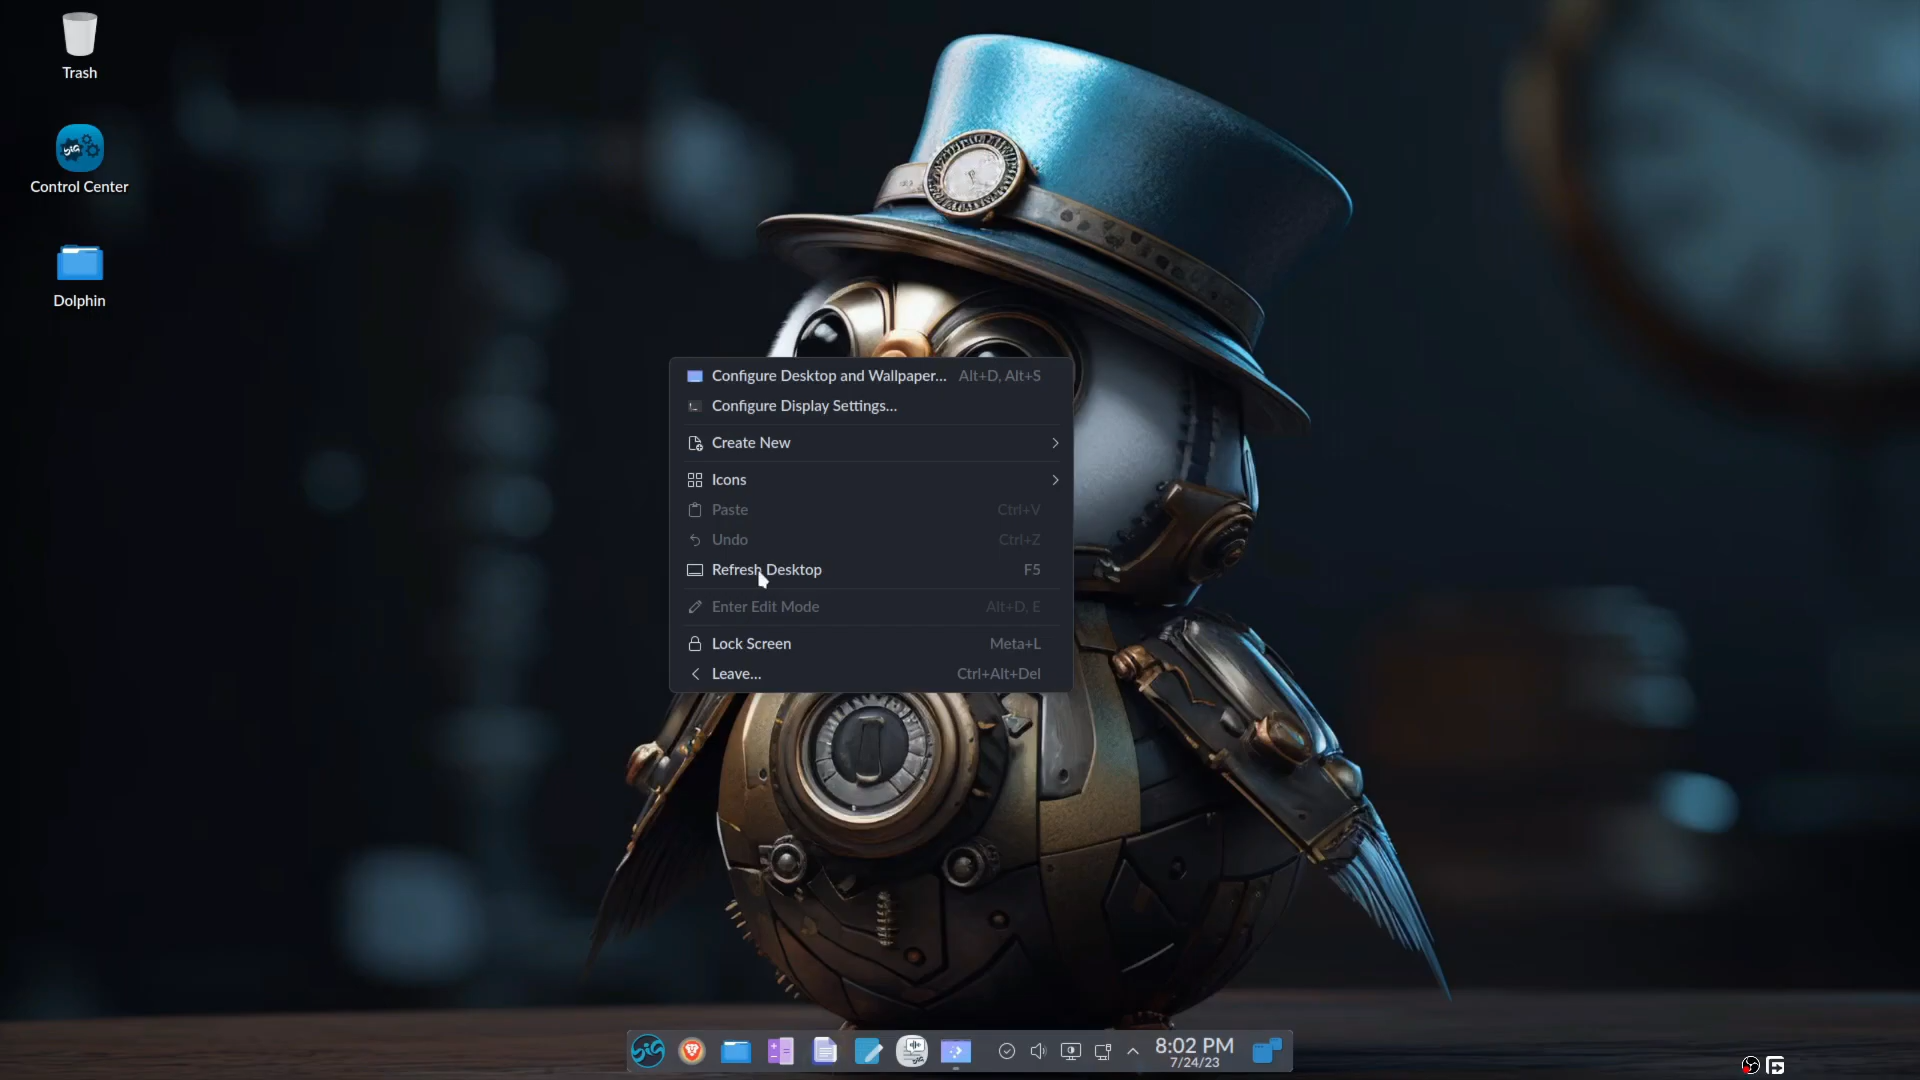 Trash
Control Center
Dolphin
Configure Desktop and Wallpaper... Alt+D, Alt+S
Configure Display Settings...
Create New
Icons
Paste Ctrl+V
Undo Ctrl+Z
Refresh Desktop F5
Enter Edit Mode Alt+D, E
Lock Screen Meta+L
Leave... Ctrl+Alt+Del
8:02 PM
7/24/23